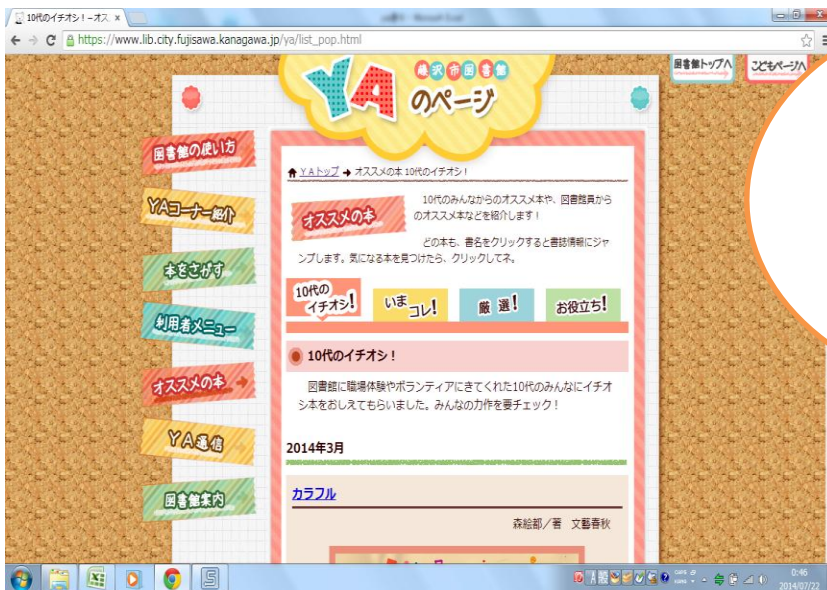 10代のイチオシ！-オス
https://www.lib.city.fujisawa.kanagawa.jp/ya/list_pop.html
図書館トップへ
こどもページへ
藤沢市図書館
YA
のページ
図書館の使い方
YAコーナー紹介
本をさがす
利用者メニュー
オススメの本
YA通信
図書館案内
YAトップ → オススメの本 10代のイチオシ！
オススメの本
10代のみんなからのオススメ本や、図書館員から
のオススメ本などを紹介します！
どの本も、書名をクリックすると書誌情報にジャ
ンプします。気になる本を見つけたら、クリックしてネ。
10代の
イチオシ!
いま
コレ!
厳選!
お役立ち!
10代のイチオシ！
図書館に職場体験やボランティアにきてくれた10代のみんなにイチオ
シ本をおしえてもらいました。みんなの力作を要チェック！
2014年3月
カラフル
森絵都／著 文藝春秋
0:46
2014/07/22